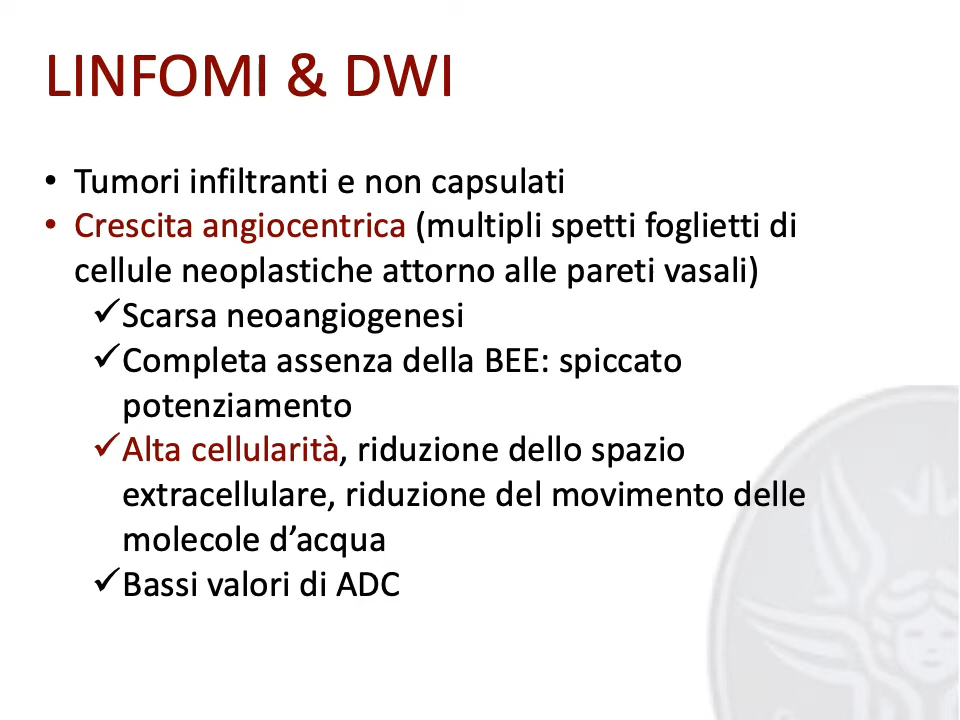 LINFOMI & DWI
• Tumori infiltranti e non capsulati
• Crescita angiocentrica (multipli spetti foglietti di
cellule neoplastiche attorno alle pareti vasali)
✓Scarsa neoangiogenesi
✓Completa assenza della BEE: spiccato
potenziamento
✓Alta cellularità, riduzione dello spazio
extracellulare, riduzione del movimento delle
molecole d’acqua
✓Bassi valori di ADC